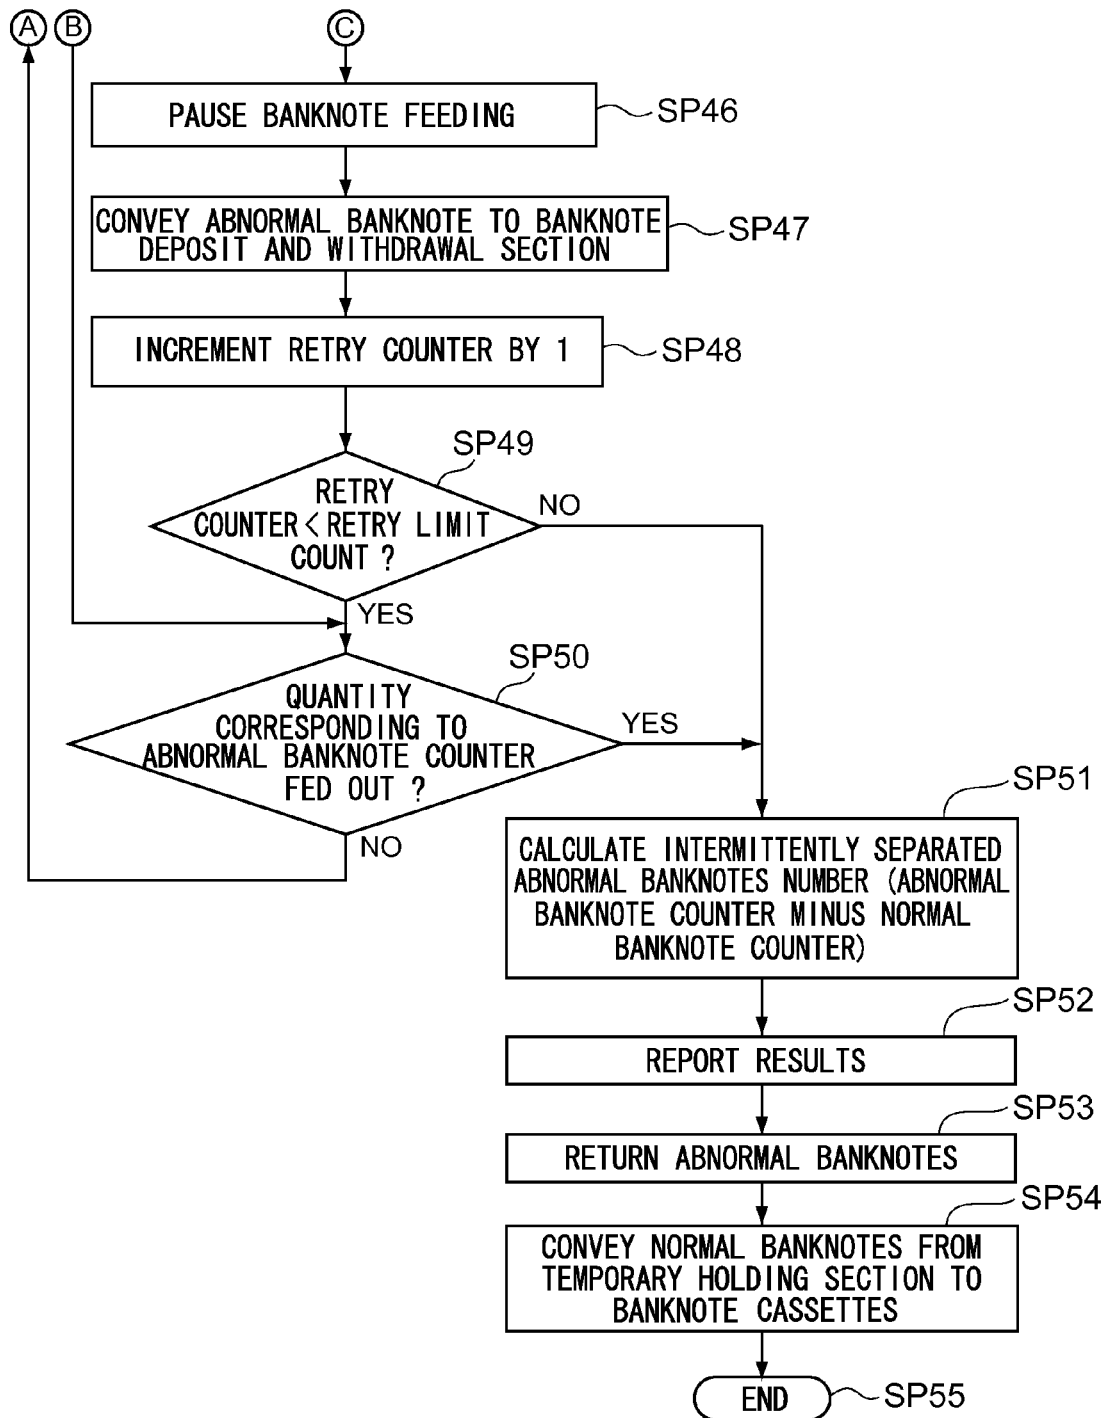 A
B
C
PAUSE BANKNOTE FEEDING
SP46
CONVEY ABNORMAL BANKNOTE TO BANKNOTE
DEPOSIT AND WITHDRAWAL SECTION
SP47
INCREMENT RETRY COUNTER BY 1
SP48
SP49
RETRY
COUNTER < RETRY LIMIT
COUNT ?
NO
YES
SP50
QUANTITY
CORRESPONDING TO
ABNORMAL BANKNOTE COUNTER
FED OUT ?
YES
NO
SP51
CALCULATE INTERMITTENTLY SEPARATED
ABNORMAL BANKNOTES NUMBER (ABNORMAL
BANKNOTE COUNTER MINUS NORMAL
BANKNOTE COUNTER)
SP52
REPORT RESULTS
SP53
RETURN ABNORMAL BANKNOTES
SP54
CONVEY NORMAL BANKNOTES FROM
TEMPORARY HOLDING SECTION TO
BANKNOTE CASSETTES
END
SP55